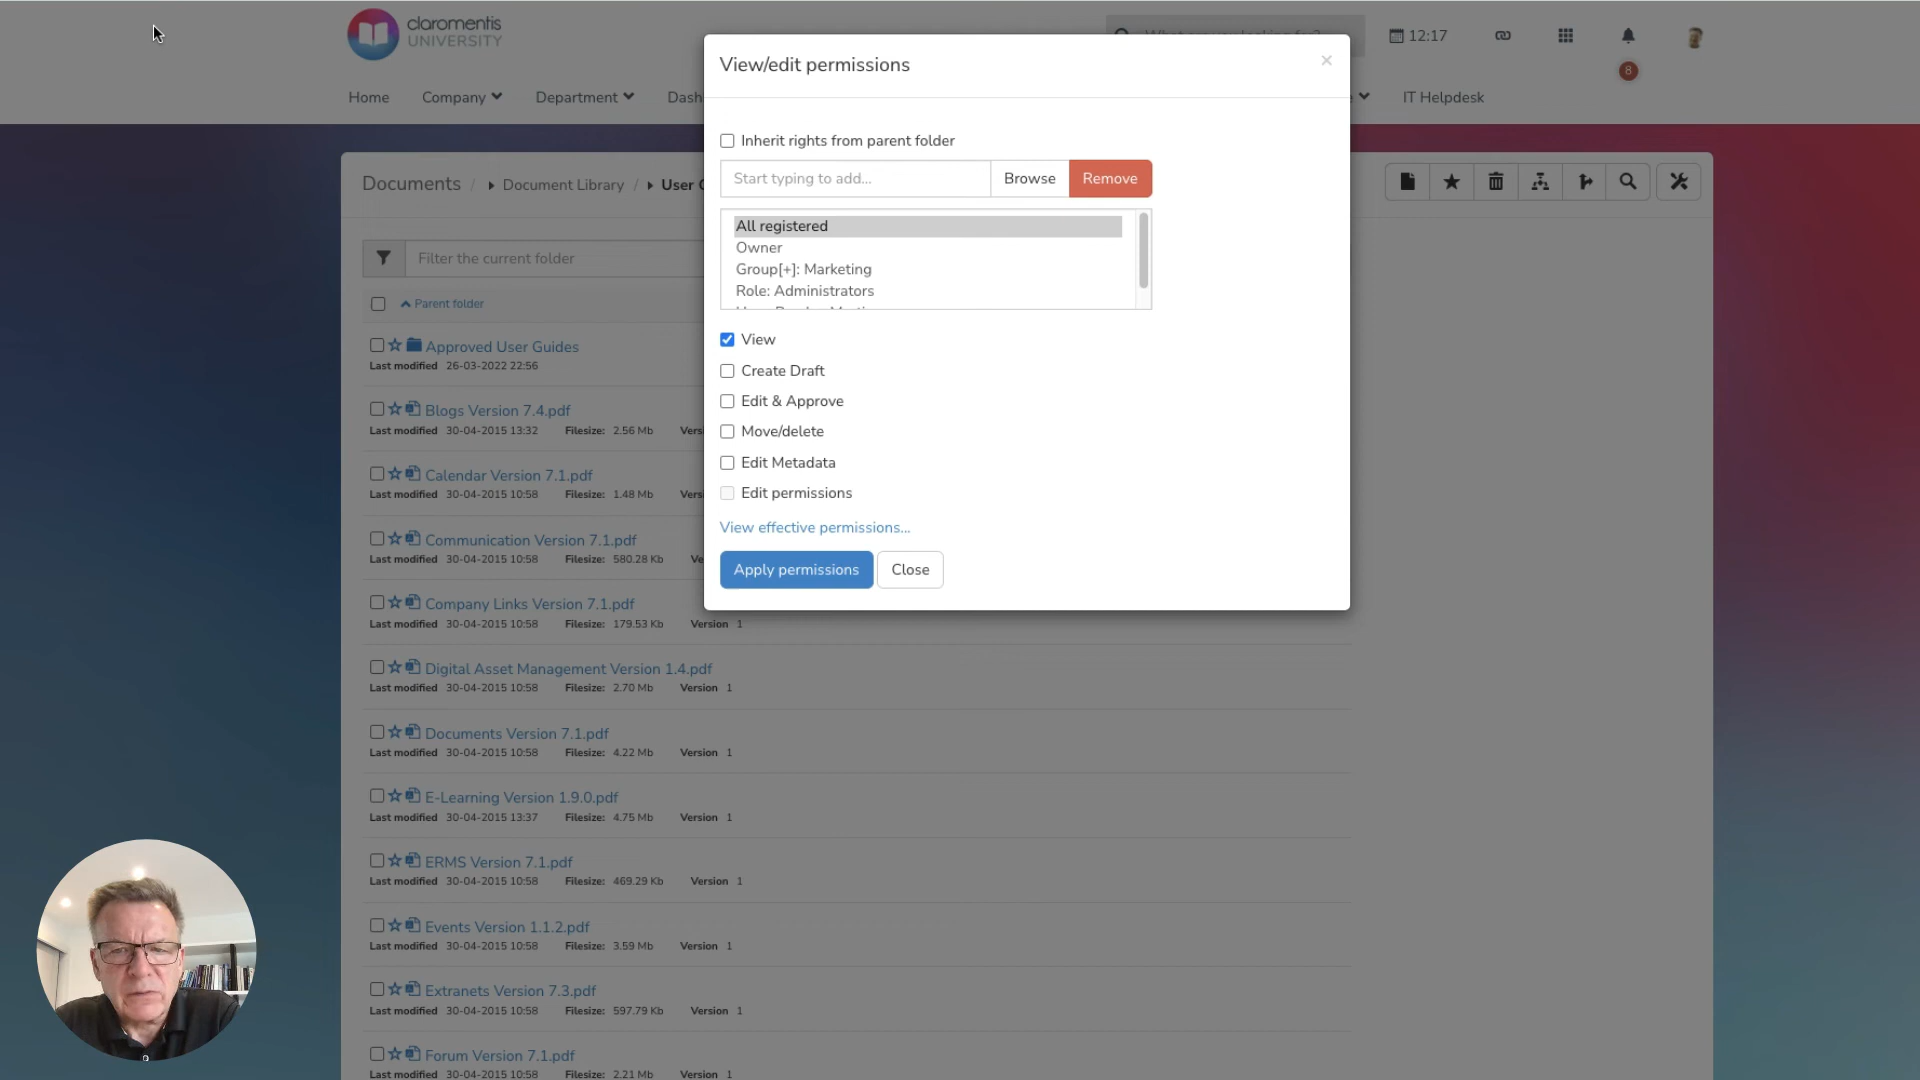 claromentis
UNIVERSITY
12:17
8
Home
Company
Department
Dash
IT Helpdesk
View/edit permissions
×
Inherit rights from parent folder
Start typing to add...
Browse
Remove
All registered
Owner
Group[+]: Marketing
Role: Administrators
View
Create Draft
Edit & Approve
Move/delete
Edit Metadata
Edit permissions
View effective permissions...
Apply permissions
Close
Documents / Document Library / User
Filter the current folder
Parent folder
Approved User Guides
Last modified 26-03-2022 22:56
Blogs Version 7.4.pdf
Last modified 30-04-2015 13:32 Filesize: 2.56 Mb Vers
Calendar Version 7.1.pdf
Last modified 30-04-2015 10:58 Filesize: 1.48 Mb Vers
Communication Version 7.1.pdf
Last modified 30-04-2015 10:58 Filesize: 580.28 Kb Ve
Company Links Version 7.1.pdf
Last modified 30-04-2015 10:58 Filesize: 179.53 Kb Version 1
Digital Asset Management Version 1.4.pdf
Last modified 30-04-2015 10:58 Filesize: 2.70 Mb Version 1
Documents Version 7.1.pdf
Last modified 30-04-2015 10:58 Filesize: 4.22 Mb Version 1
E-Learning Version 1.9.0.pdf
Last modified 30-04-2015 13:37 Filesize: 4.75 Mb Version 1
ERMS Version 7.1.pdf
Last modified 30-04-2015 10:58 Filesize: 469.29 Kb Version 1
Events Version 1.1.2.pdf
Last modified 30-04-2015 10:58 Filesize: 3.59 Mb Version 1
Extranets Version 7.3.pdf
Last modified 30-04-2015 10:58 Filesize: 597.79 Kb Version 1
Forum Version 7.1.pdf
Last modified 30-04-2015 10:58 Filesize: 2.21 Mb Version 1